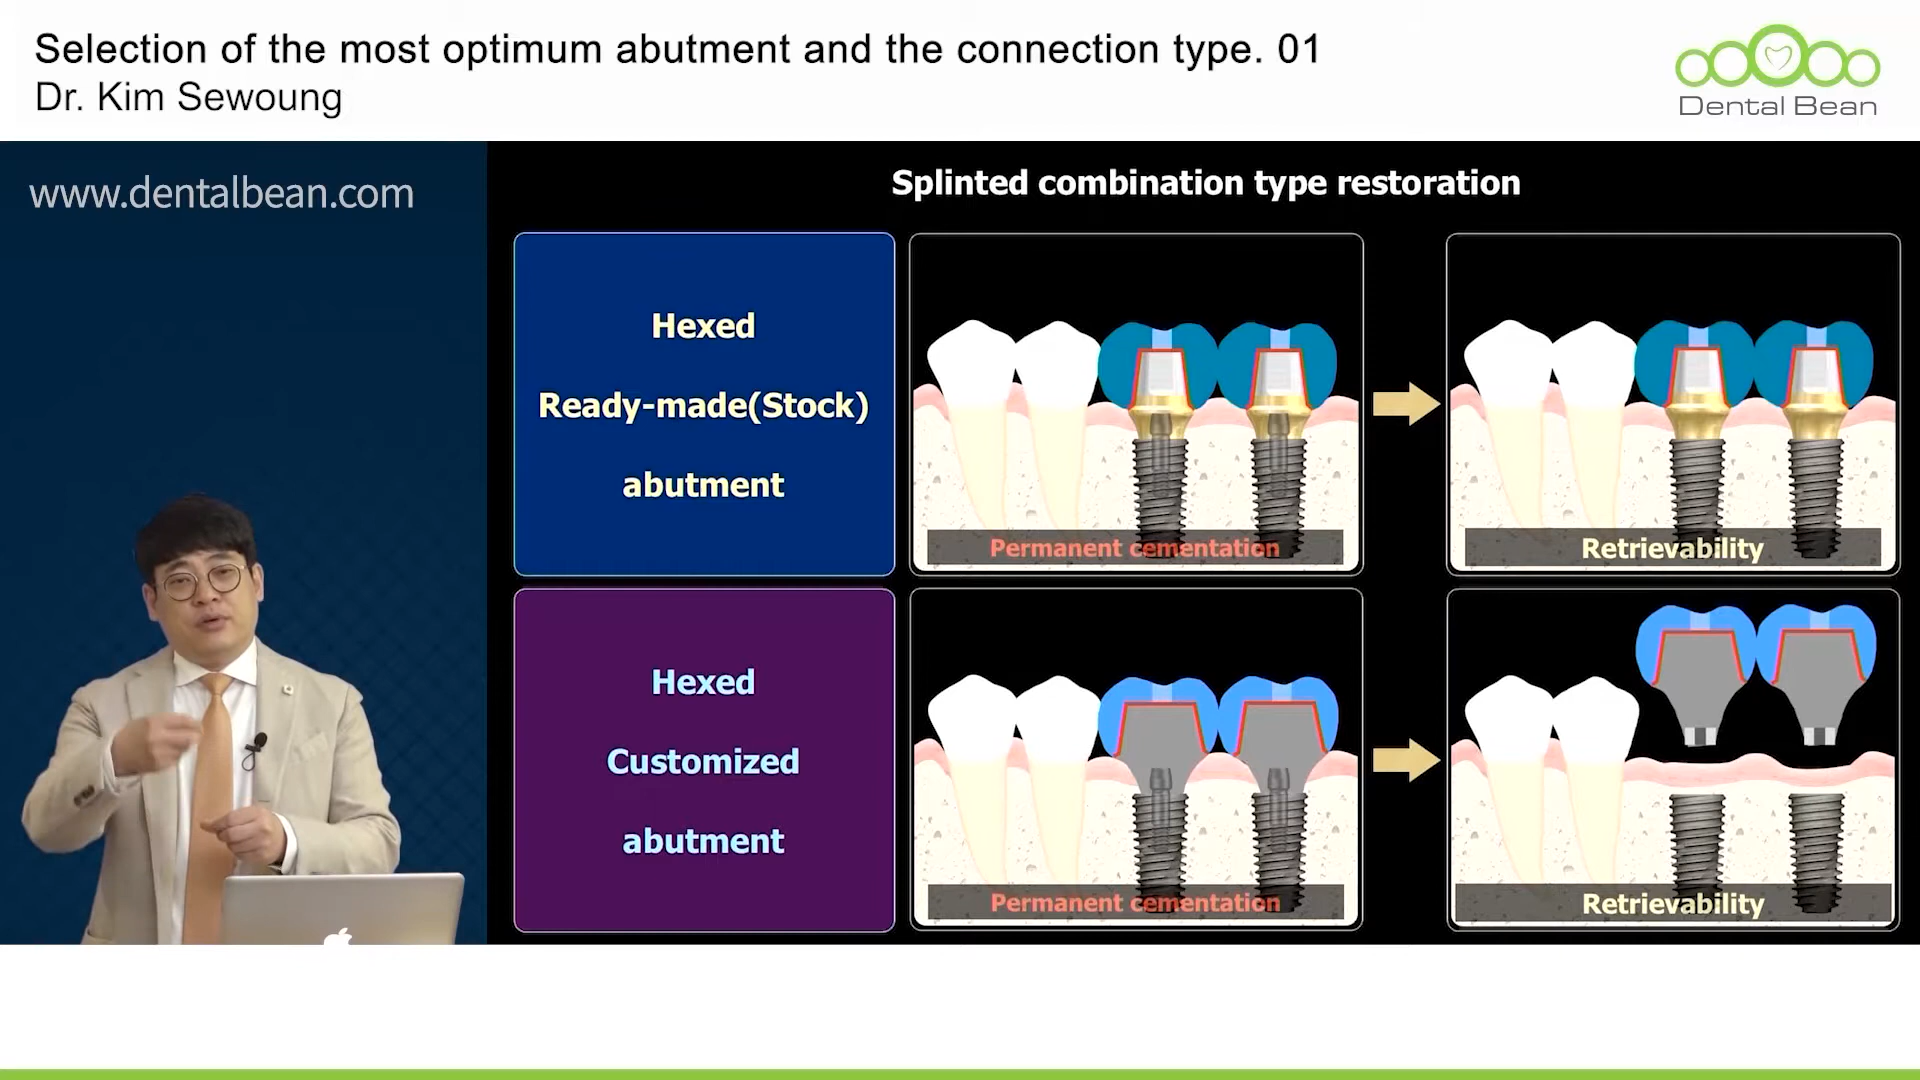 Selection of the most optimum abutment and the connection type. 01
Dr. Kim Sewoung
Dental Bean
www.dentalbean.com
Splinted combination type restoration
Hexed
Ready-made(Stock)
abutment
Permanent cementation
Retrievability
Hexed
Customized
abutment
Permanent cementation
Retrievability